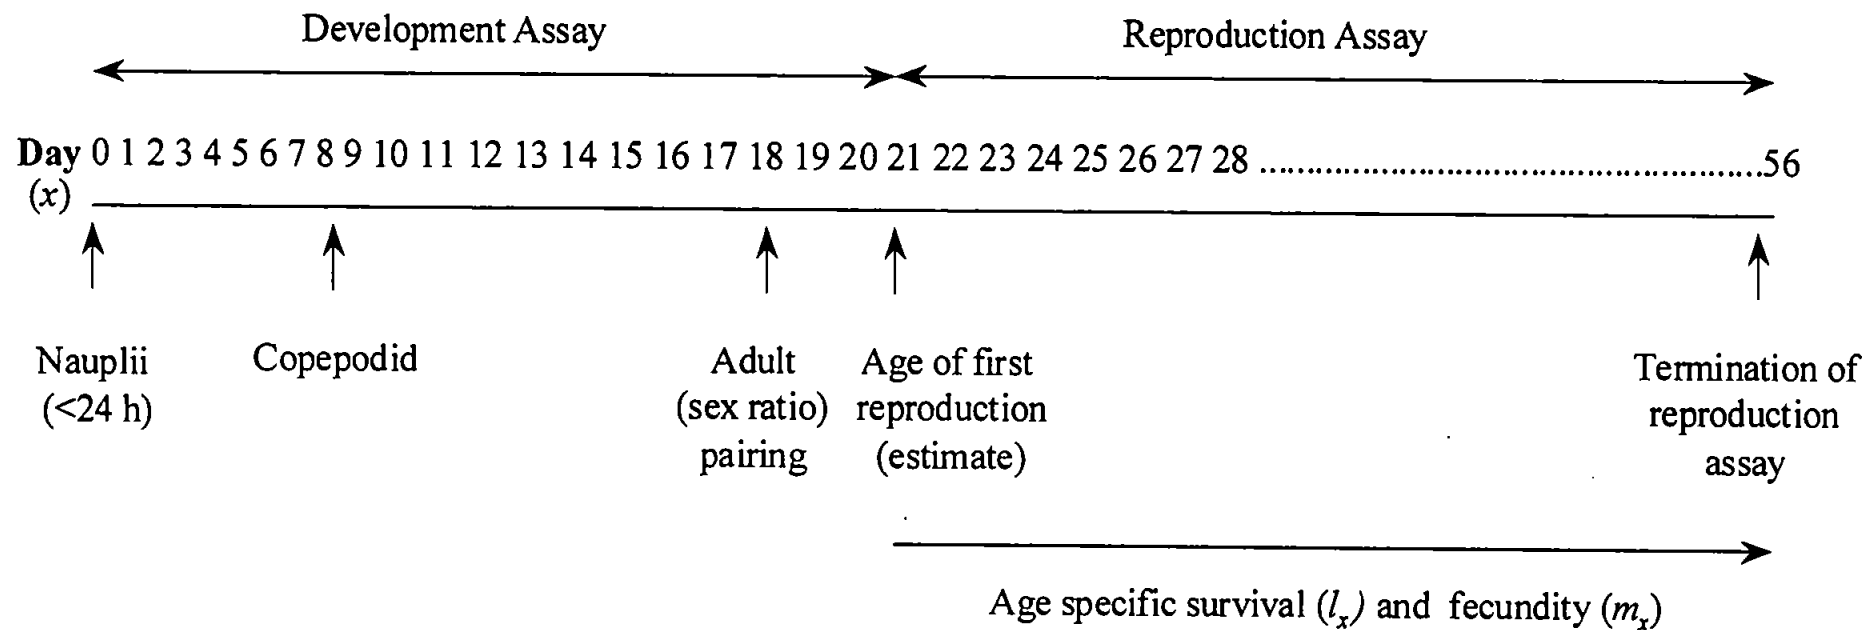 Development Assay
Reproduction Assay
Day 0 1 2 3 4 5 6 7 8 9 10 11 12 13 14 15 16 17 18 19 20 21 22 23 24 25 26 27 28 ......................................................56
(x)
Nauplii
(<24 h)
Copepodid
Adult
(sex ratio)
pairing
Age of first
reproduction
(estimate)
Termination of
reproduction
assay
Age specific survival (lₓ) and fecundity (mₓ)